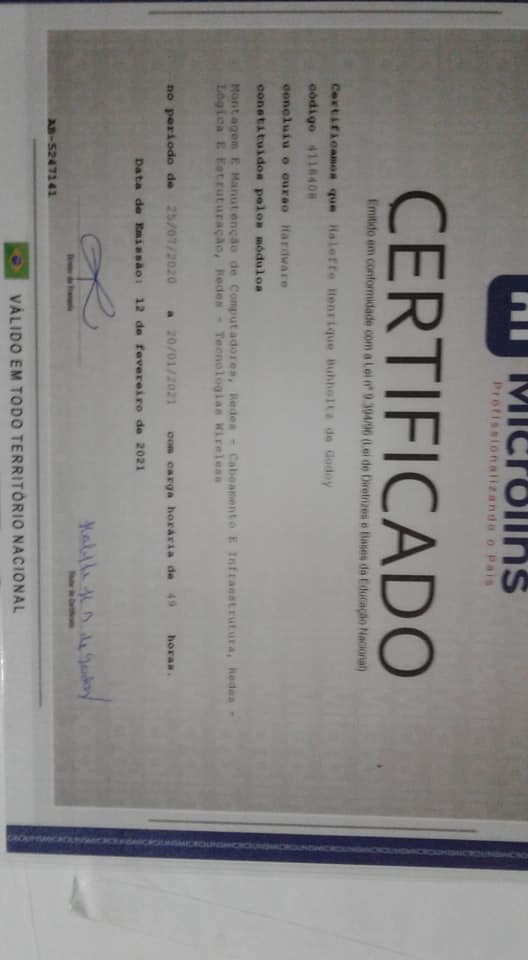 Microlins
Profissionalizando o País
CERTIFICADO
Emitido em conformidade com a Lei nº 9.394/96 (Lei de Diretrizes e Bases da Educação Nacional)
Certificamos que Haleffe Henrique Buhholtz de Godoy
código 4118408
concluiu o curso Hardware
constituídos pelos módulos
Montagem E Manutenção de Computadores, Redes - Cabeamento E Infraestrutura, Redes -
Lógica E Estruturação, Redes - Tecnologias Wireless
no período de 25/07/2020 a 20/01/2021 com carga horária de 49 horas.
Data de Emissão: 12 de fevereiro de 2021
Diretor da Franquia
Titular do Certificado
AB-5247141
VÁLIDO EM TODO TERRITÓRIO NACIONAL